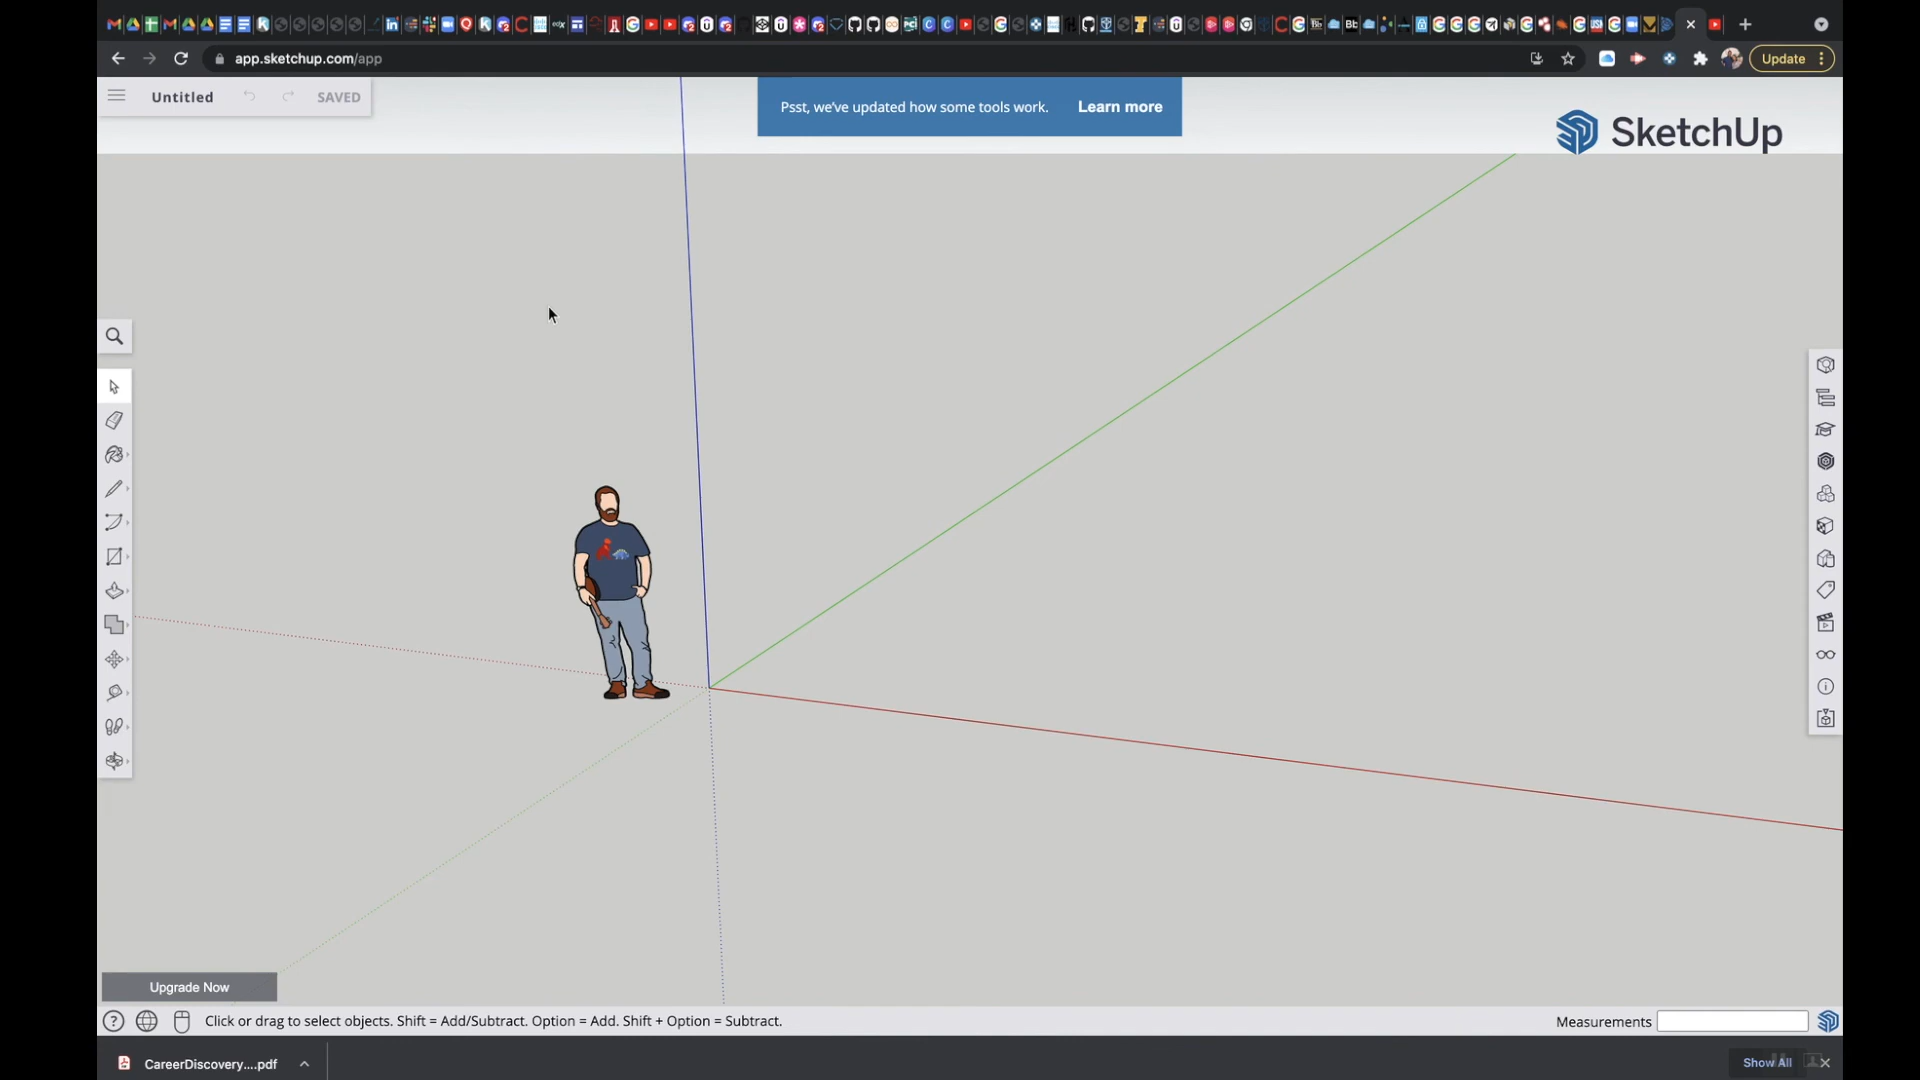 app.sketchup.com/app
Update
Untitled
SAVED
Psst, we've updated how some tools work. Learn more
SketchUp
Upgrade Now
Click or drag to select objects. Shift = Add/Subtract. Option = Add. Shift + Option = Subtract.
Measurements
CareerDiscovery....pdf
Show All